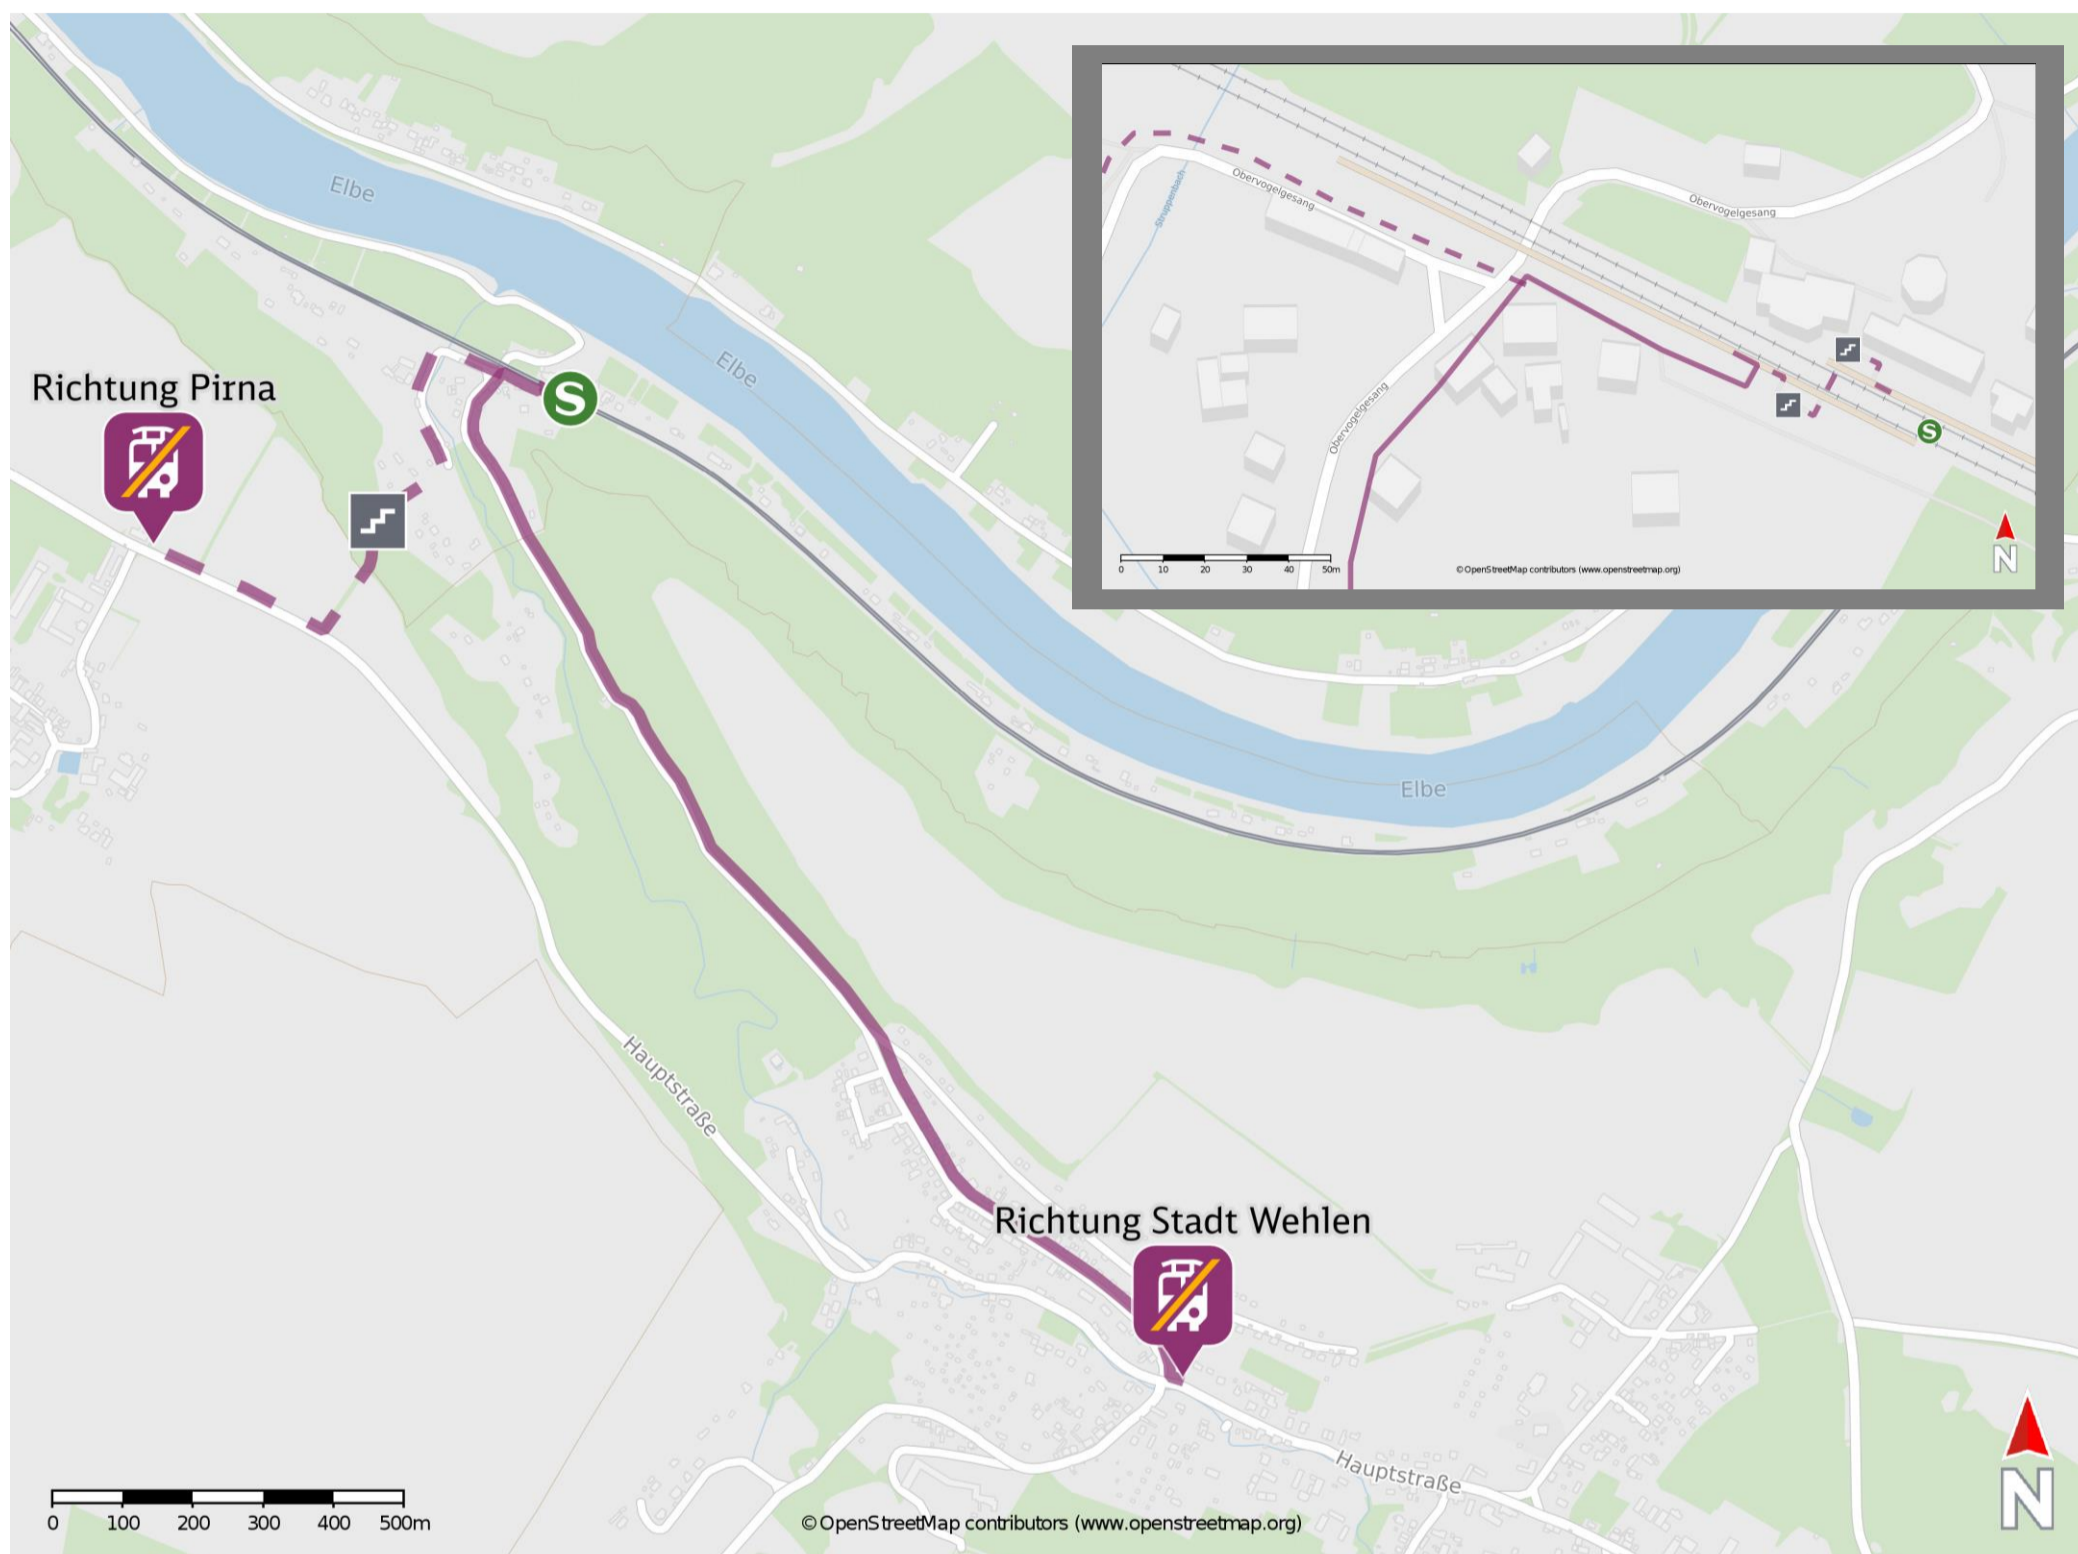 Elbe
Elbe
Elbe
Richtung Pirna
S
Richtung Stadt Wehlen
Hauptstraße
Hauptstraße
0 100 200 300 400 500m
©OpenStreetMap contributors (www.openstreetmap.org)
N
Struppenbach
Obervogelgesang
Obervogelgesang
Obervogelgesang
S
0 10 20 30 40 50m
©OpenStreetMap contributors (www.openstreetmap.org)
N